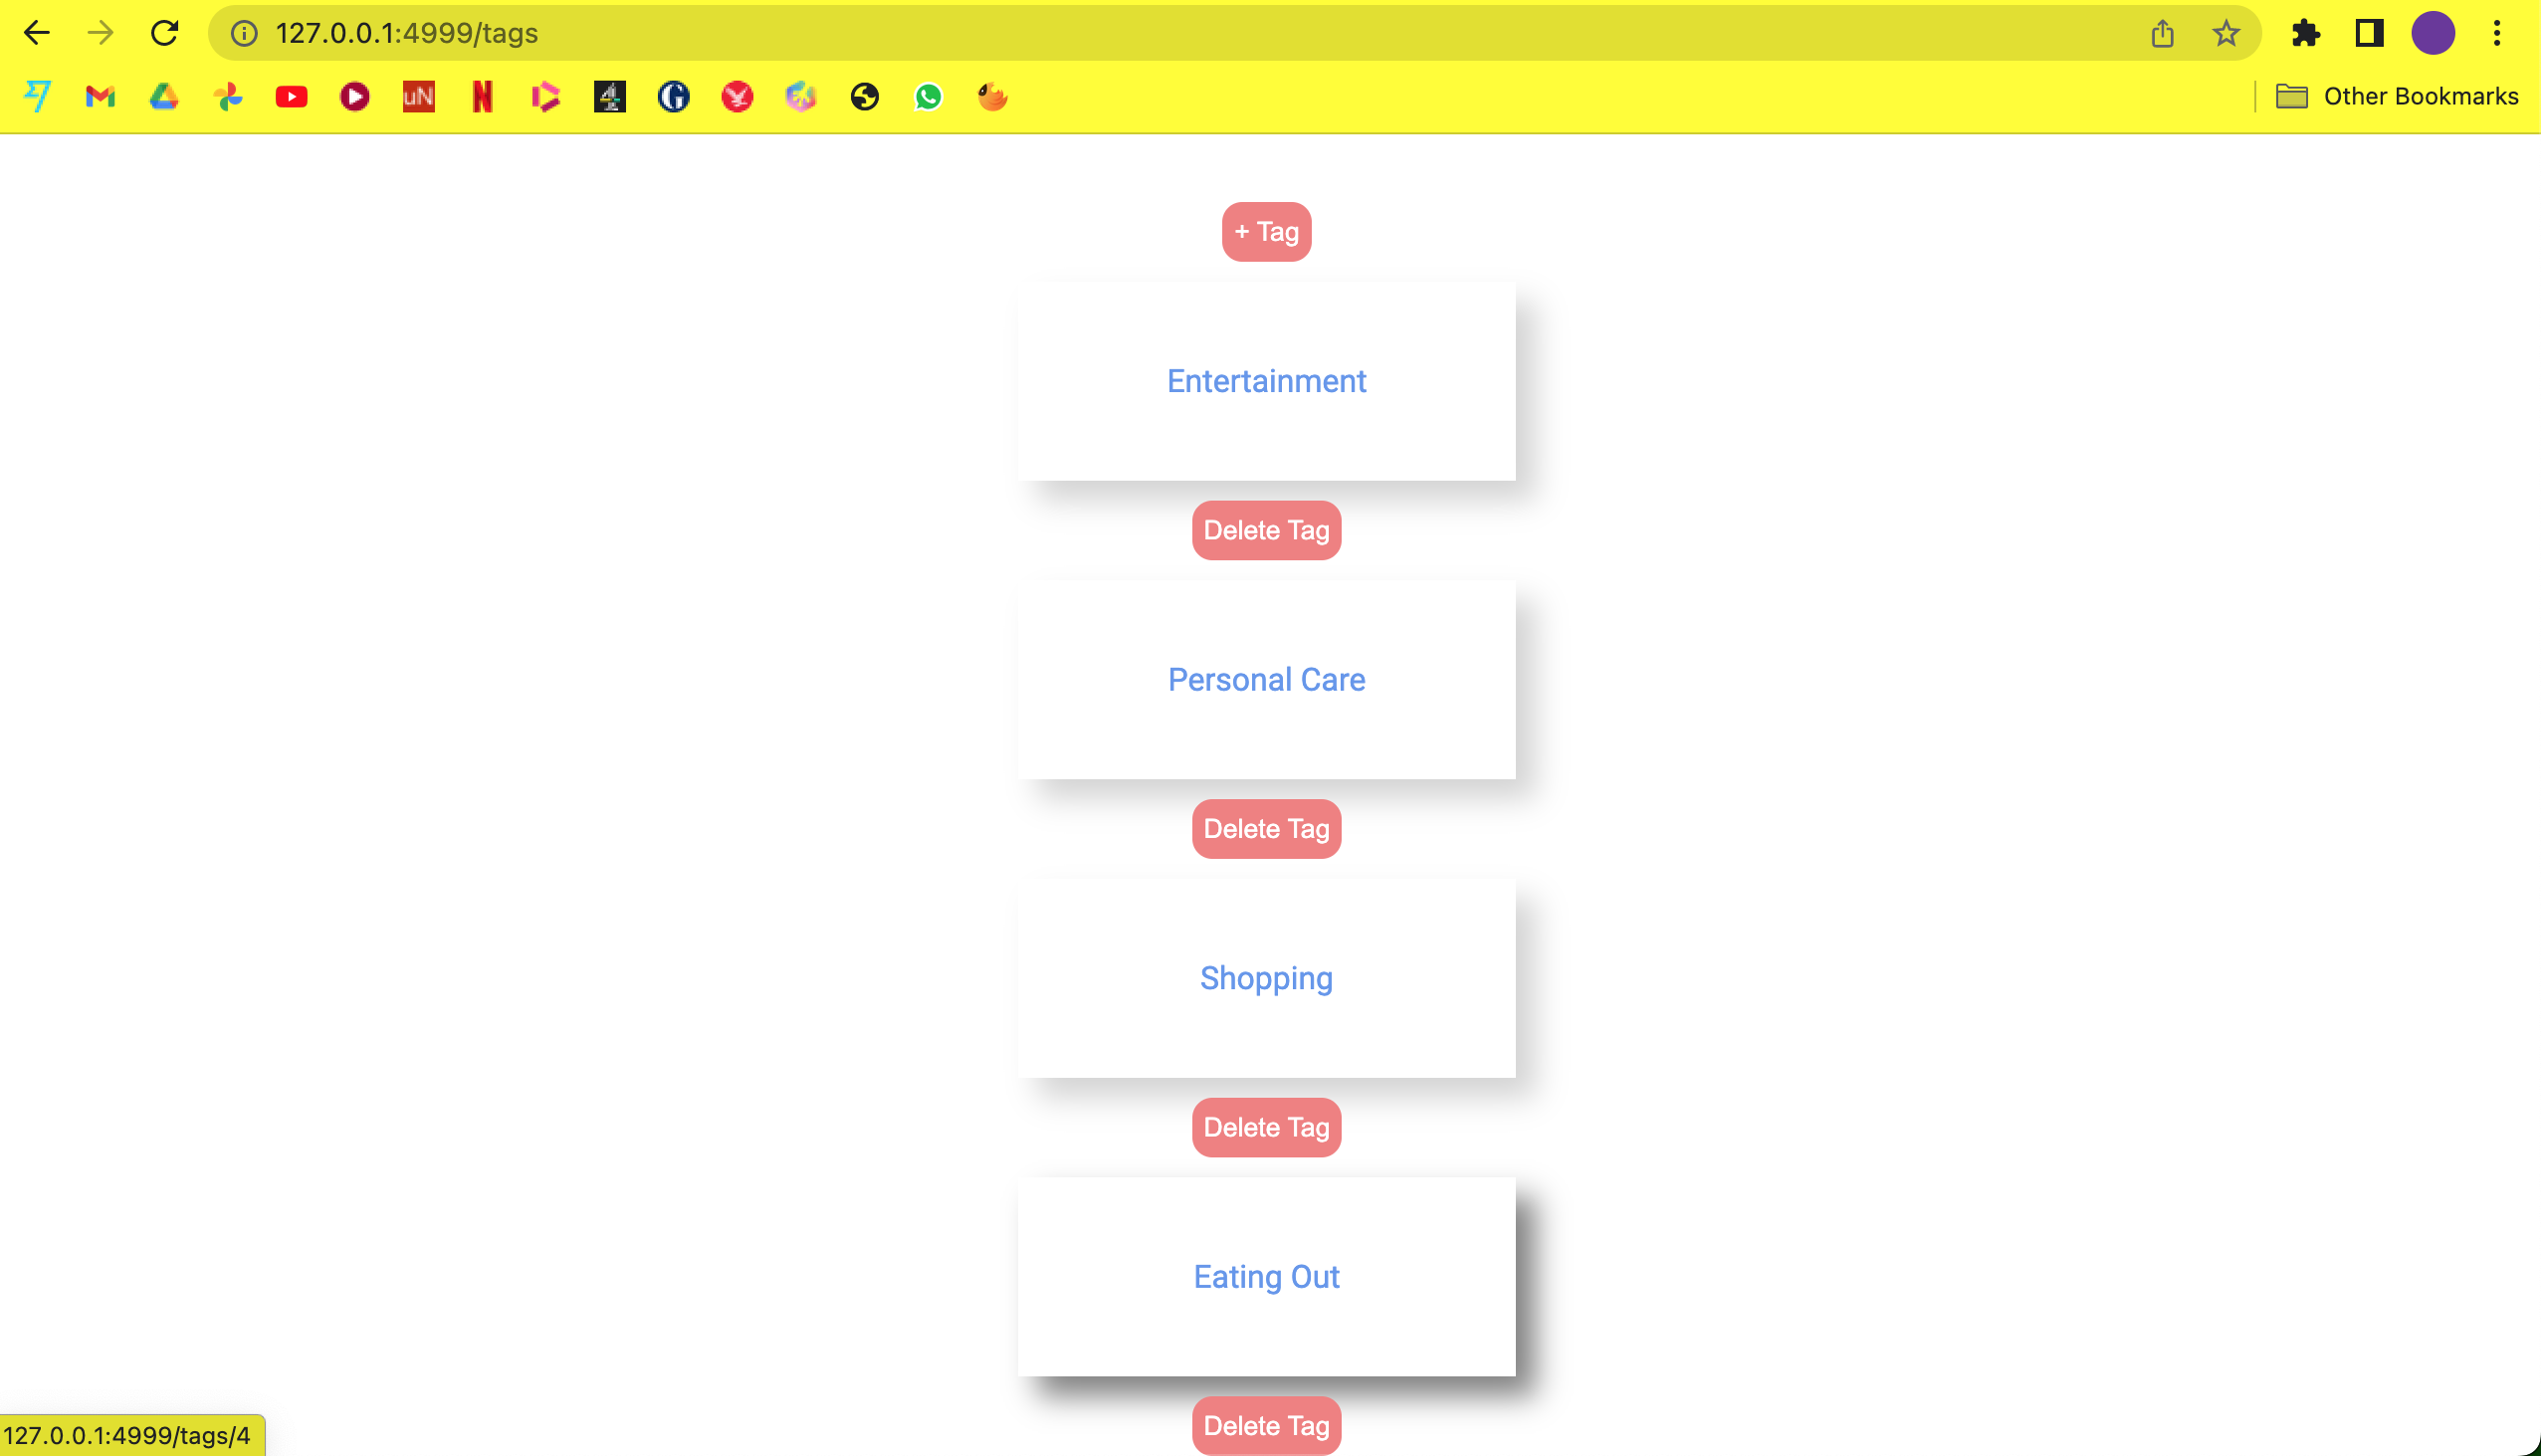 127.0.0.1:4999/tags
uN
Other Bookmarks
+ Tag
Entertainment
Delete Tag
Personal Care
Delete Tag
Shopping
Delete Tag
Eating Out
Delete Tag
127.0.0.1:4999/tags/4